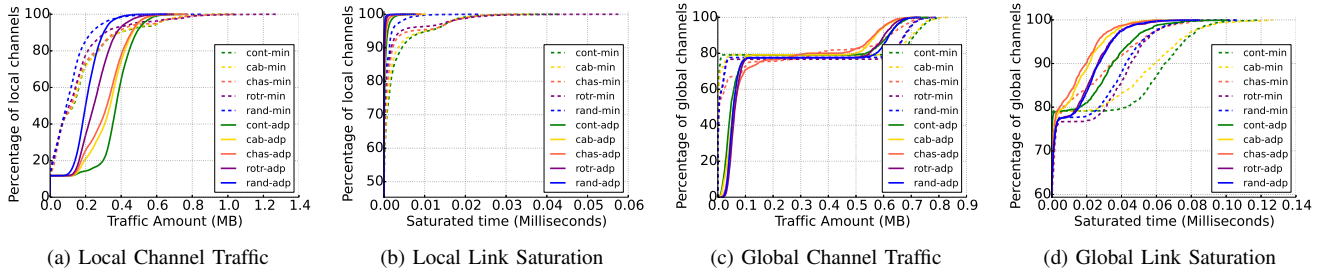 Percentage of local channels
100
80
60
40
20
0
0.0 0.2 0.4 0.6 0.8 1.0 1.2 1.4
Traffic Amount (MB)
cont-min
cab-min
chas-min
rotr-min
rand-min
cont-adp
cab-adp
chas-adp
rotr-adp
rand-adp
(a) Local Channel Traffic
Percentage of local channels
100
90
80
70
60
50
0.00 0.01 0.02 0.03 0.04 0.05 0.06
Saturated time (Milliseconds)
cont-min
cab-min
chas-min
rotr-min
rand-min
cont-adp
cab-adp
chas-adp
rotr-adp
rand-adp
(b) Local Link Saturation
Percentage of global channels
100
80
60
40
20
0
0.0 0.1 0.2 0.3 0.4 0.5 0.6 0.7 0.8 0.9
Traffic Amount (MB)
cont-min
cab-min
chas-min
rotr-min
rand-min
cont-adp
cab-adp
chas-adp
rotr-adp
rand-adp
(c) Global Channel Traffic
Percentage of global channels
100
90
80
70
60
0.00 0.02 0.04 0.06 0.08 0.10 0.12 0.14
Saturated time (Milliseconds)
cont-min
cab-min
chas-min
rotr-min
rand-min
cont-adp
cab-adp
chas-adp
rotr-adp
rand-adp
(d) Global Link Saturation